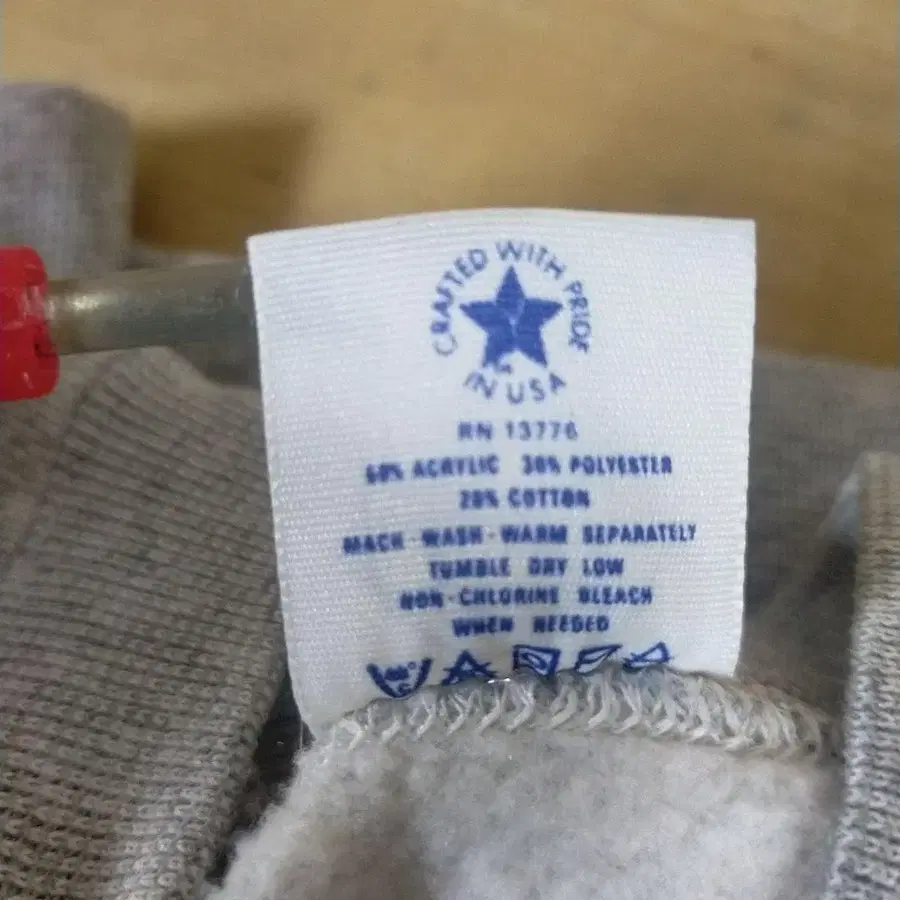 CRAFTED WITH PRIDE
IN USA
RN 13776
ACRYLIC 30% POLYESTER
20% COTTON
MACH-WASH-WARM SEPARATELY
TUMBLE DRY LOW
NON-CHLORINE BLEACH
WHEN NEEDED